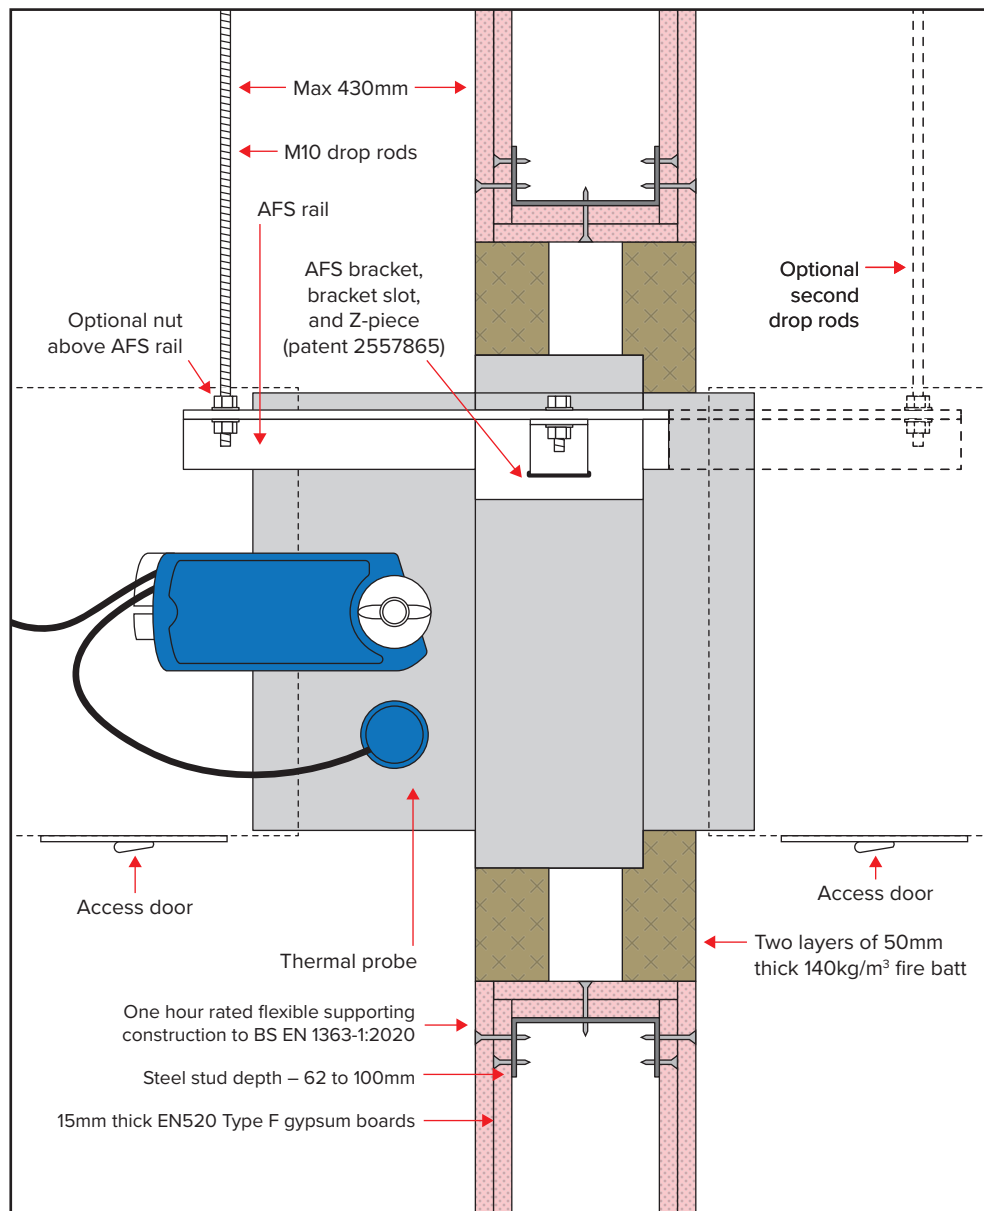 Max 430mm
M10 drop rods
AFS rail
AFS bracket,
bracket slot,
and Z-piece
(patent 2557865)
Optional
second
drop rods
Optional nut
above AFS rail
Access door
Access door
Thermal probe
Two layers of 50mm
thick 140kg/m³ fire batt
One hour rated flexible supporting
construction to BS EN 1363-1:2020
Steel stud depth – 62 to 100mm
15mm thick EN520 Type F gypsum boards